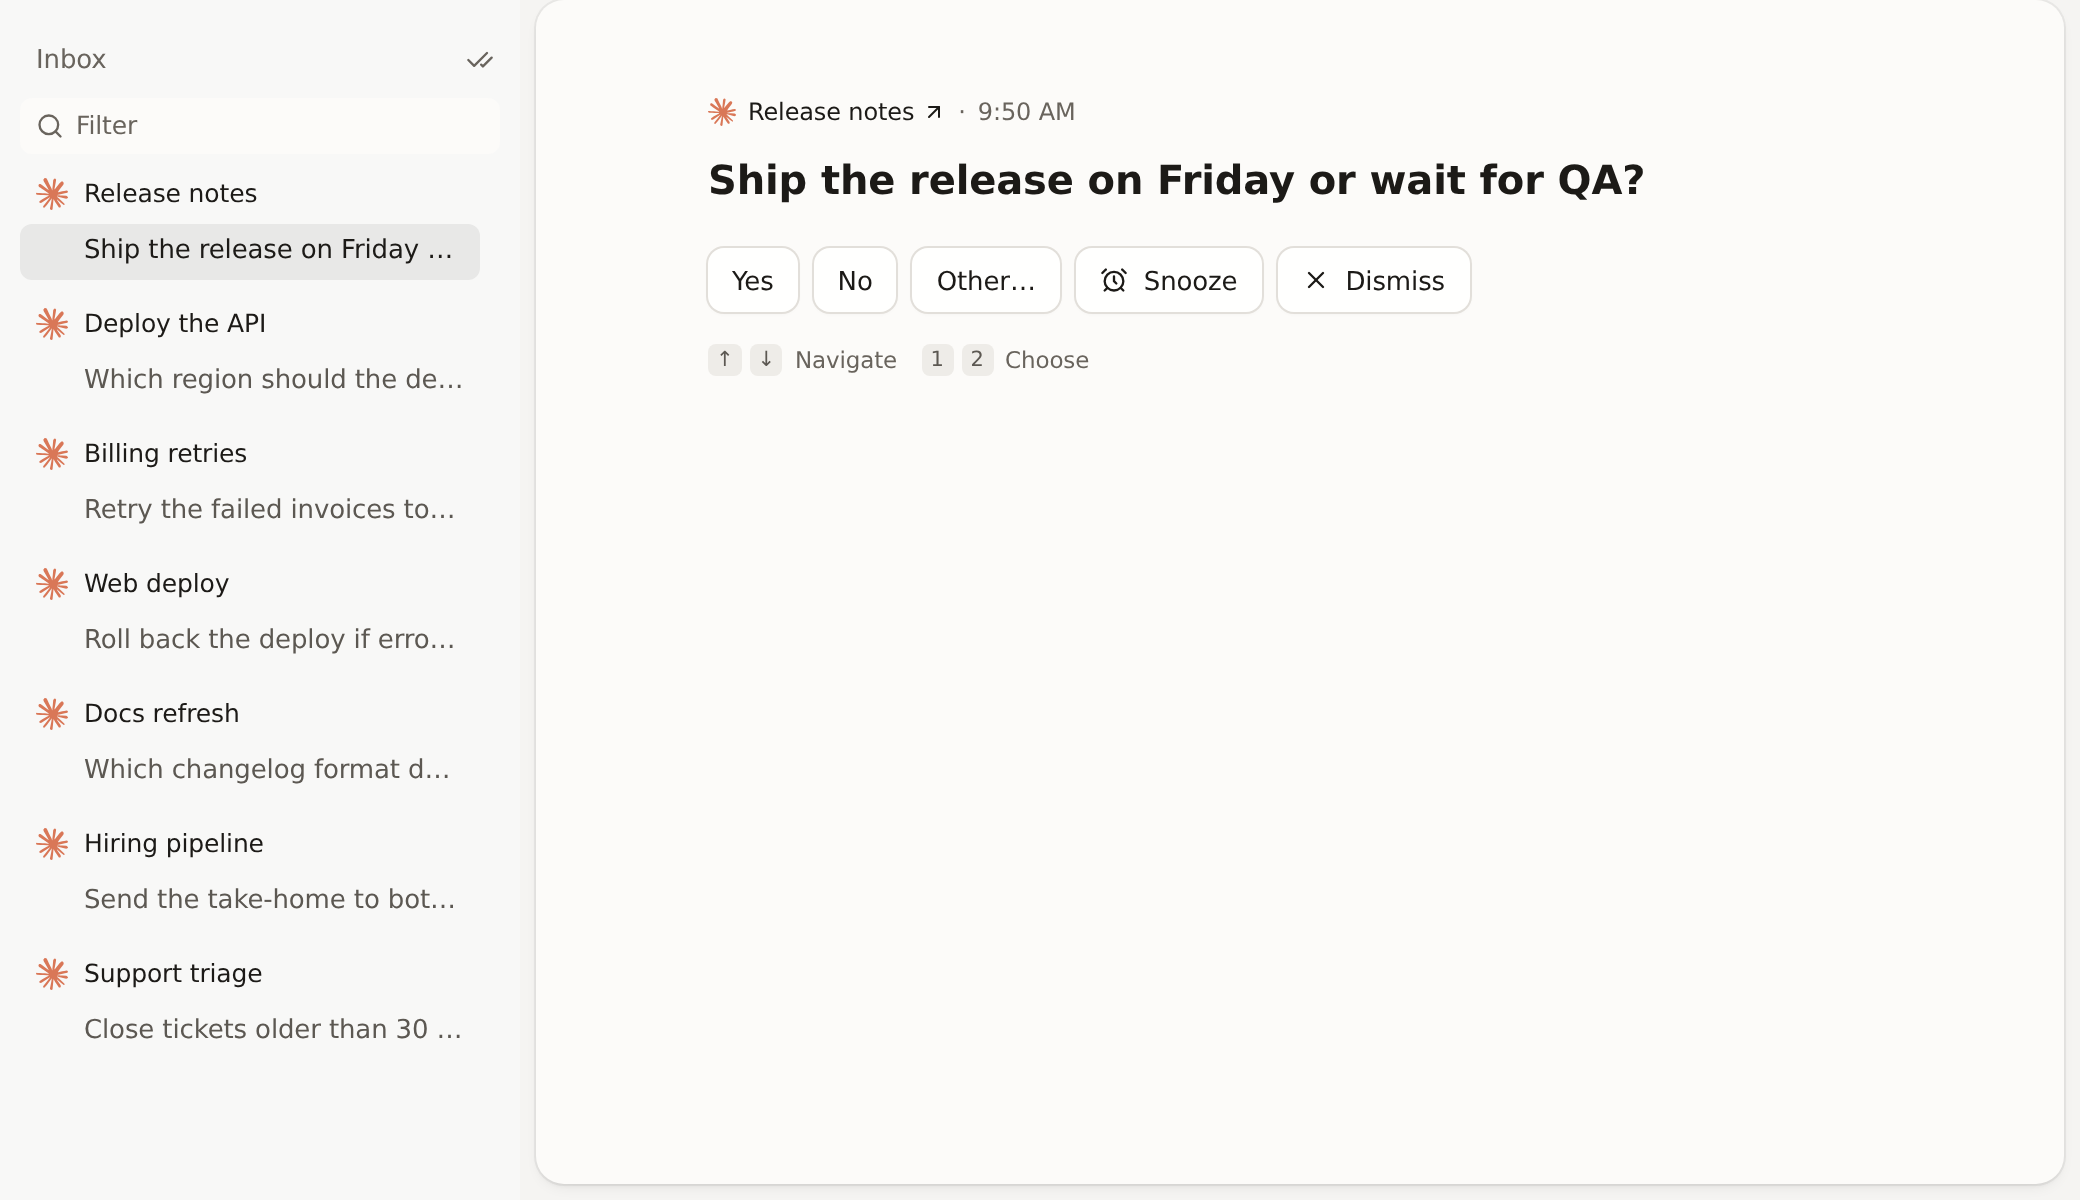 Inbox
Filter
Release notes
Ship the release on Friday …
Deploy the API
Which region should the de…
Billing retries
Retry the failed invoices to…
Web deploy
Roll back the deploy if erro…
Docs refresh
Which changelog format d…
Hiring pipeline
Send the take-home to bot…
Support triage
Close tickets older than 30 …
Release notes ↗ · 9:50 AM
Ship the release on Friday or wait for QA?
Yes No Other… Snooze Dismiss
↑ ↓ Navigate 1 2 Choose